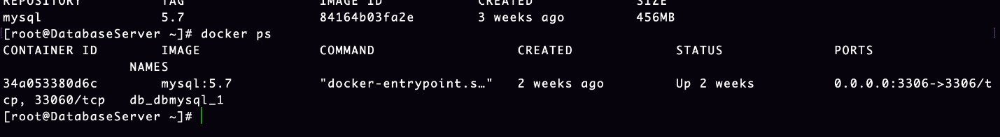 REPOSITORY TAG IMAGE ID CREATED SIZE
mysql 5.7 84164b03fa2e 3 weeks ago 456MB
[root@DatabaseServer ~]# docker ps
CONTAINER ID IMAGE COMMAND CREATED STATUS PORTS
NAMES
34a053380d6c mysql:5.7 "docker-entrypoint.s…" 2 weeks ago Up 2 weeks 0.0.0.0:3306->3306/t
cp, 33060/tcp db_dbmysql_1
[root@DatabaseServer ~]#